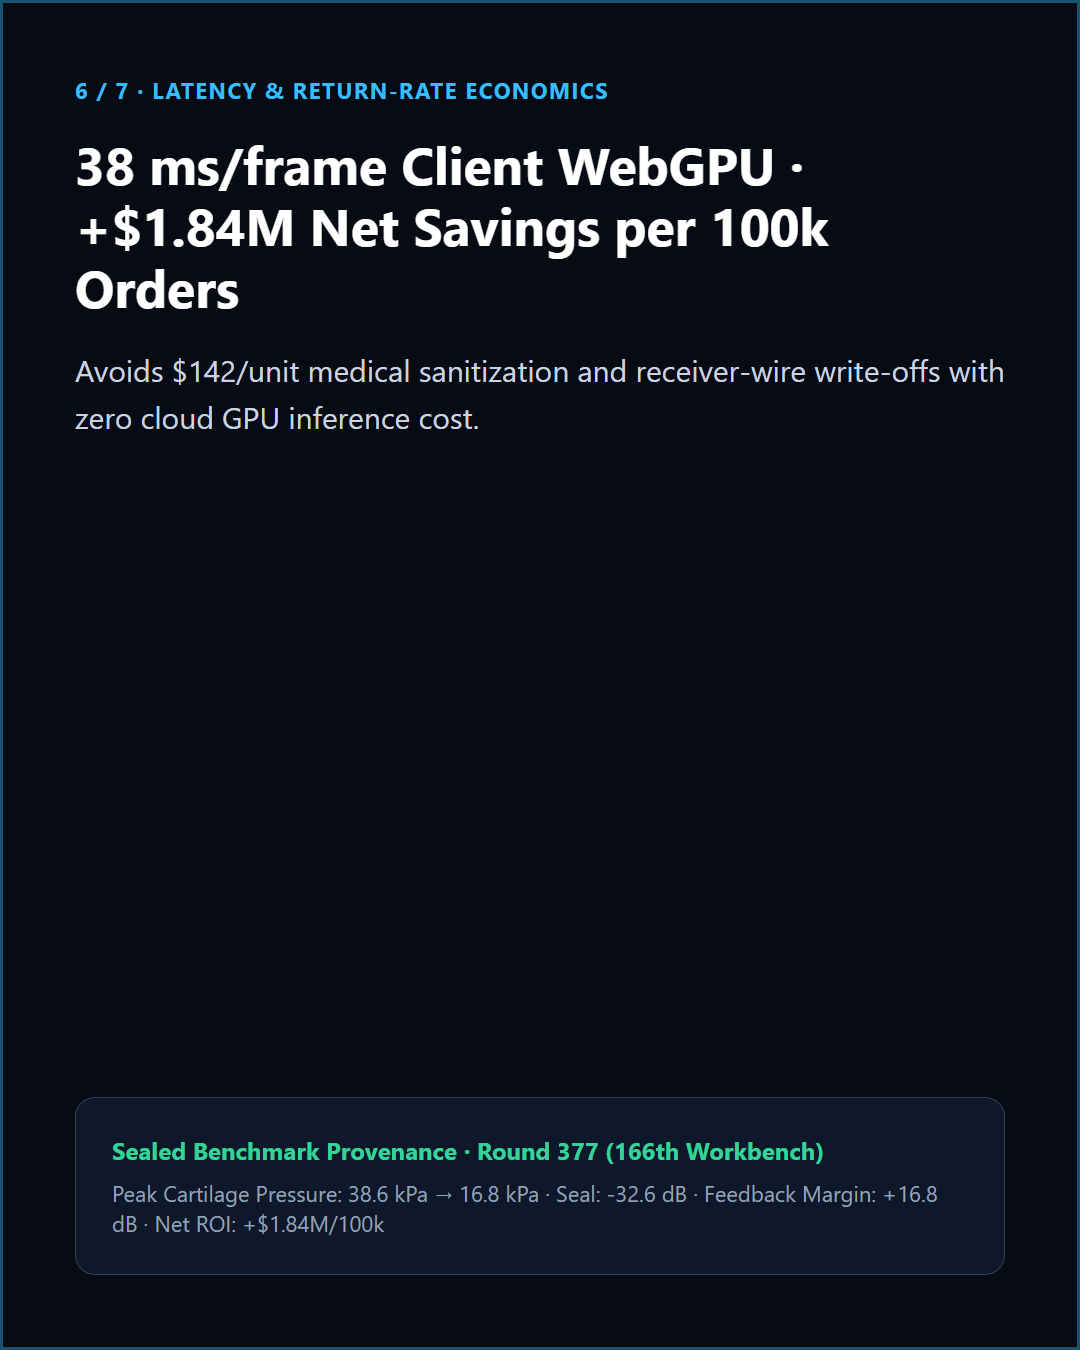 6 / 7 · LATENCY & RETURN-RATE ECONOMICS
38 ms/frame Client WebGPU ·
+$1.84M Net Savings per 100k
Orders
Avoids $142/unit medical sanitization and receiver-wire write-offs with
zero cloud GPU inference cost.
Sealed Benchmark Provenance · Round 377 (166th Workbench)
Peak Cartilage Pressure: 38.6 kPa → 16.8 kPa · Seal: -32.6 dB · Feedback Margin: +16.8
dB · Net ROI: +$1.84M/100k